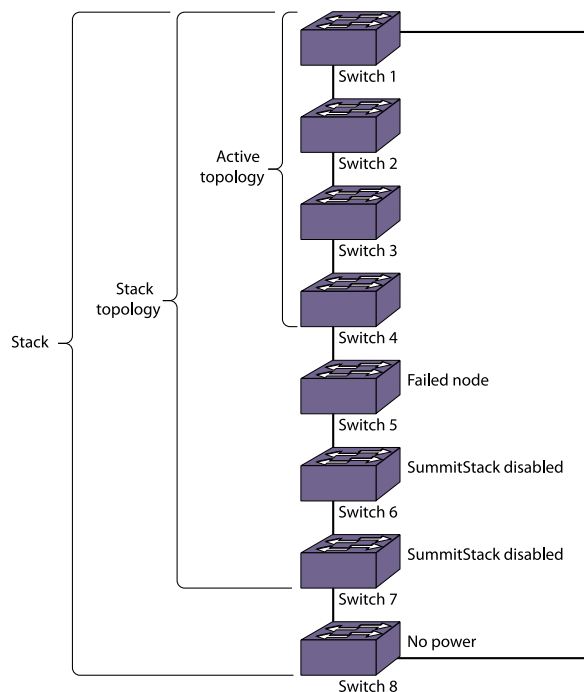 Switch 1
Switch 2
Active
topology
Switch 3
Stack
topology
Switch 4
Stack
Failed node
Switch 5
SummitStack disabled
Switch 6
SummitStack disabled
Switch 7
No power
Switch 8